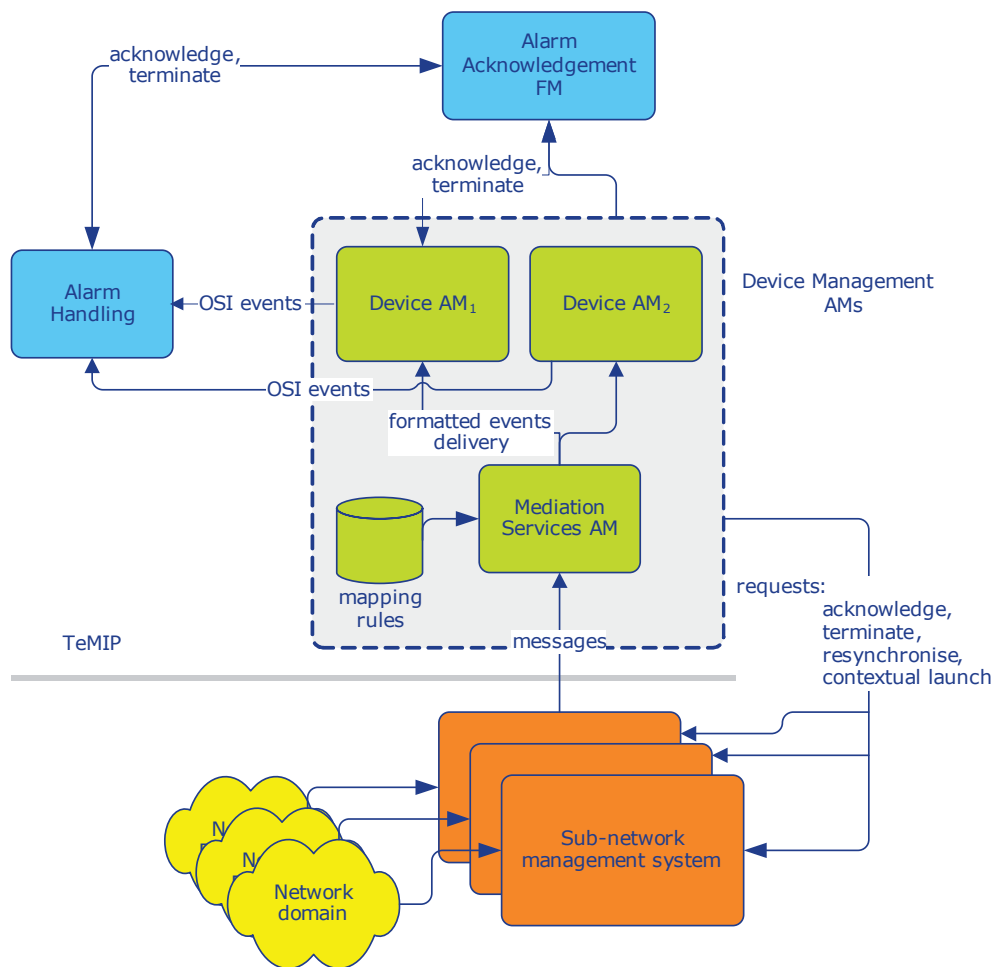 Alarm
Acknowledgement
FM
acknowledge,
terminate
acknowledge,
terminate
Alarm
Handling
OSI events
Device AM₁
Device AM₂
Device Management
AMs
OSI events
formatted events
delivery
Mediation
Services AM
mapping
rules
requests:
acknowledge,
terminate,
resynchronise,
contextual launch
TeMIP
messages
Sub-network
management system
Network
domain